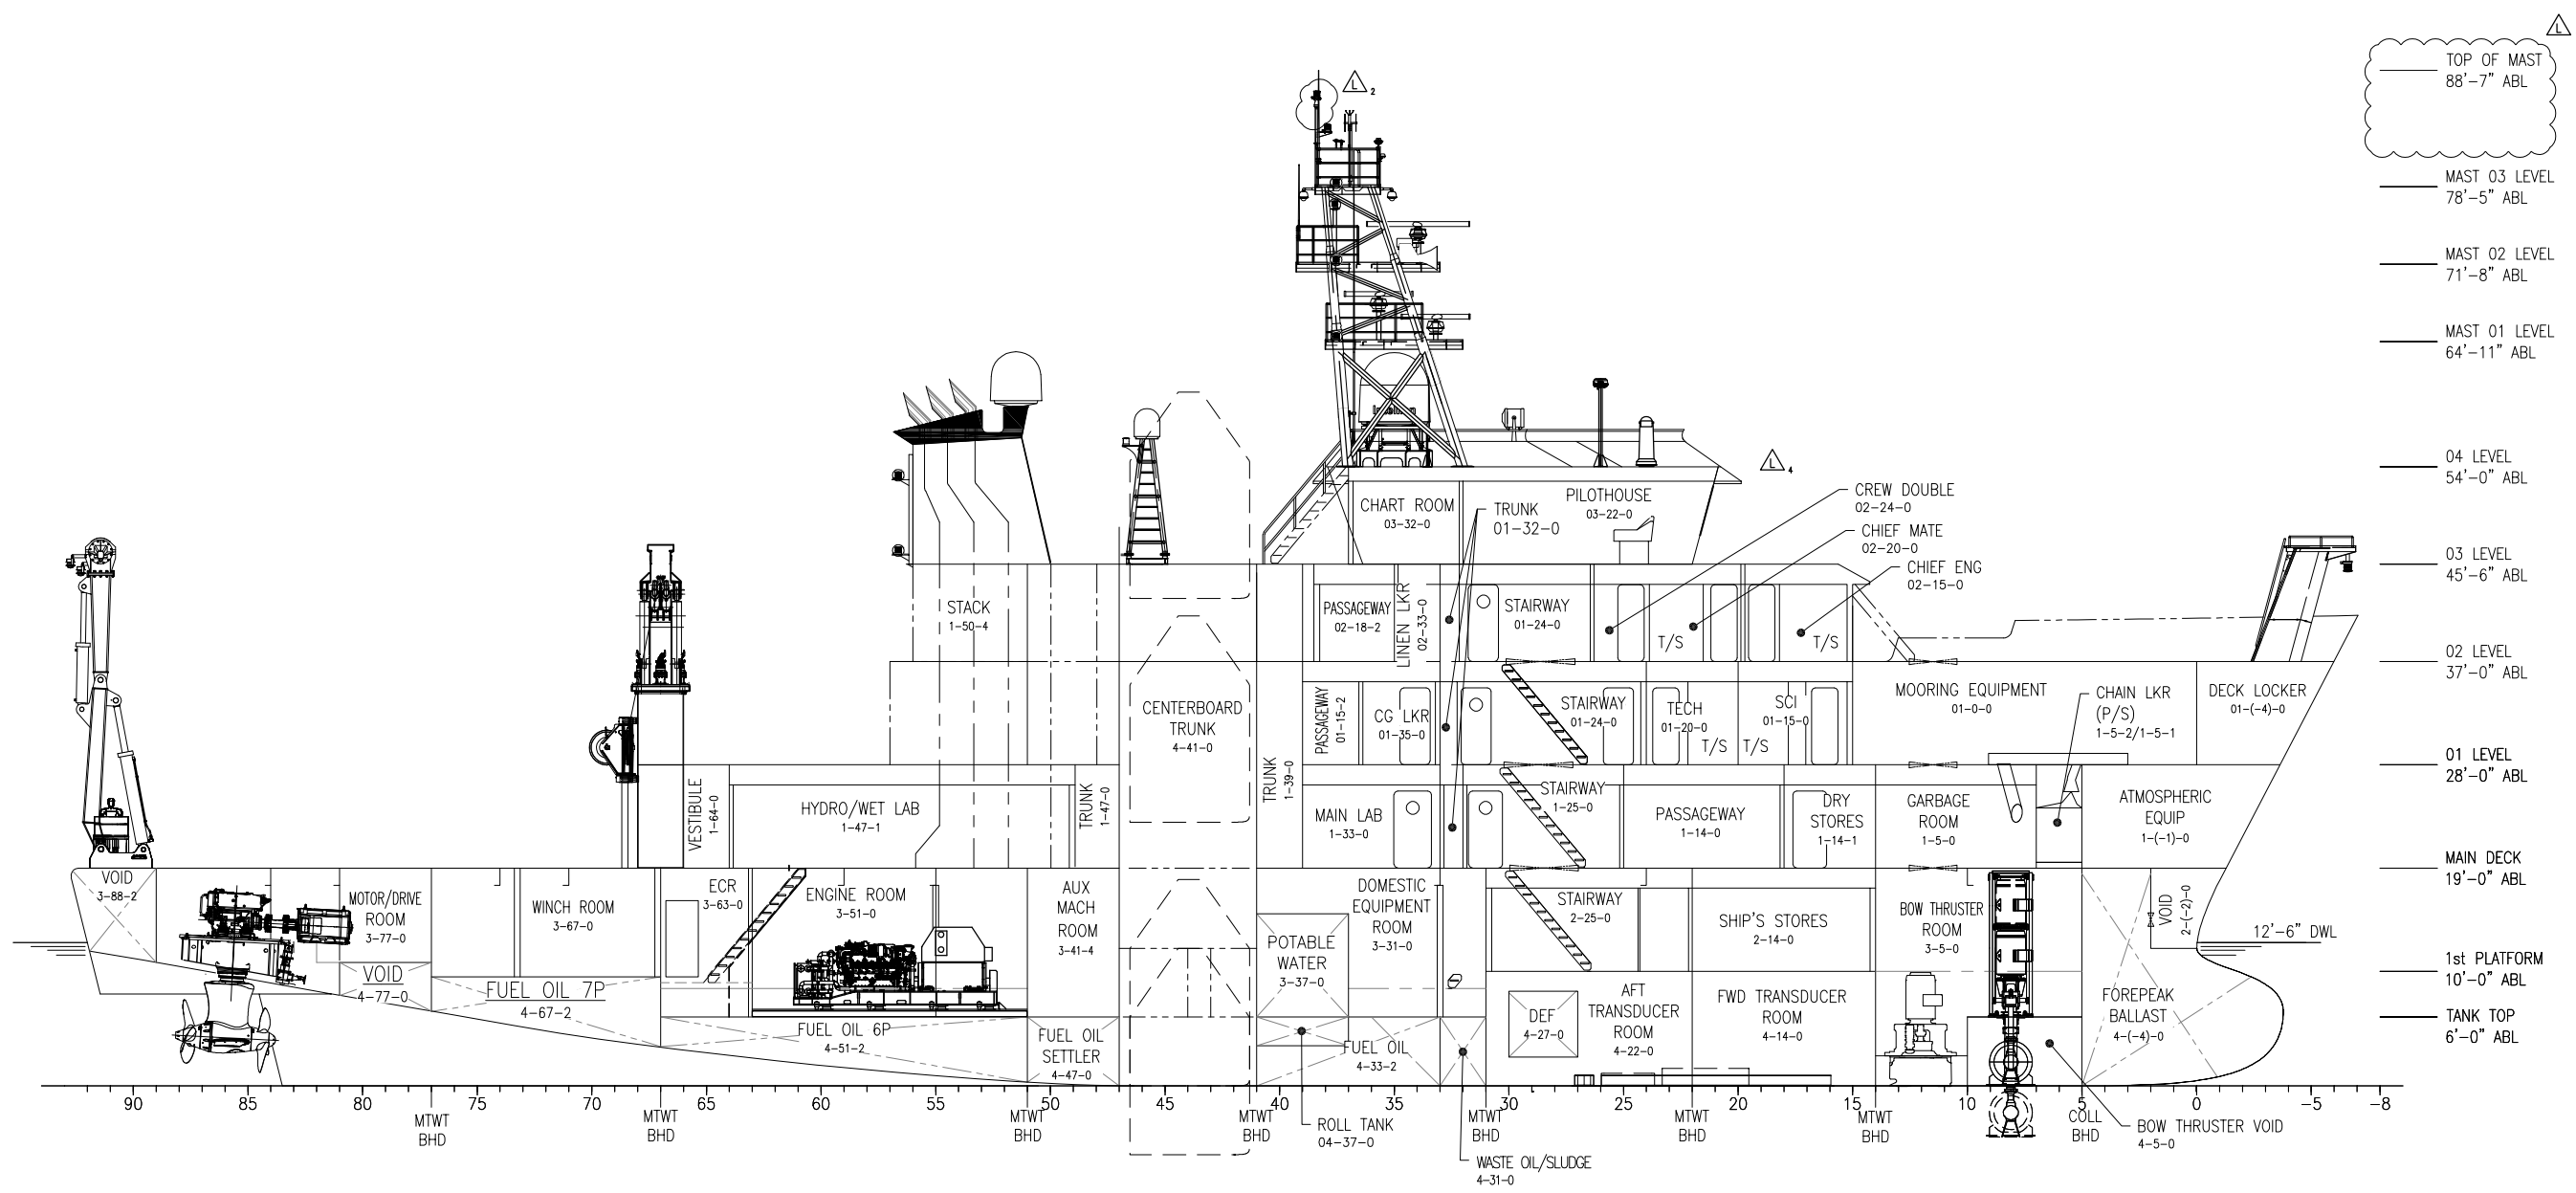 L
TOP OF MAST
88'-7" ABL
L 2
MAST 03 LEVEL
78'-5" ABL
MAST 02 LEVEL
71'-8" ABL
MAST 01 LEVEL
64'-11" ABL
04 LEVEL
54'-0" ABL
L 4
CHART ROOM
03-32-0
PILOTHOUSE
03-22-0
TRUNK
01-32-0
CREW DOUBLE
02-24-0
CHIEF MATE
02-20-0
CHIEF ENG
02-15-0
03 LEVEL
45'-6" ABL
STACK
1-50-4
PASSAGEWAY
02-18-2
LINEN LKR
02-33-0
STAIRWAY
01-24-0
T/S
T/S
02 LEVEL
37'-0" ABL
CENTERBOARD
TRUNK
4-41-0
PASSAGEWAY
01-15-2
CG LKR
01-35-0
STAIRWAY
01-24-0
TECH
01-20-0
T/S
T/S
SCI
01-15-0
MOORING EQUIPMENT
01-0-0
CHAIN LKR
(P/S)
1-5-2/1-5-1
DECK LOCKER
01-(-4)-0
01 LEVEL
28'-0" ABL
VESTIBULE
1-64-0
HYDRO/WET LAB
1-47-1
TRUNK
1-47-0
TRUNK
1-39-0
MAIN LAB
1-33-0
STAIRWAY
1-25-0
PASSAGEWAY
1-14-0
DRY
STORES
1-14-1
GARBAGE
ROOM
1-5-0
ATMOSPHERIC
EQUIP
1-(-1)-0
MAIN DECK
19'-0" ABL
VOID
3-88-2
MOTOR/DRIVE
ROOM
3-77-0
WINCH ROOM
3-67-0
ECR
3-63-0
ENGINE ROOM
3-51-0
AUX
MACH
ROOM
3-41-4
DOMESTIC
EQUIPMENT
ROOM
3-31-0
STAIRWAY
2-25-0
SHIP'S STORES
2-14-0
BOW THRUSTER
ROOM
3-5-0
VOID
2-(-2)-0
12'-6" DWL
POTABLE
WATER
3-37-0
1st PLATFORM
10'-0" ABL
VOID
4-77-0
FUEL OIL 7P
4-67-2
FUEL OIL 6P
4-51-2
FUEL OIL
SETTLER
4-47-0
FUEL OIL
4-33-2
DEF
4-27-0
AFT
TRANSDUCER
ROOM
4-22-0
FWD TRANSDUCER
ROOM
4-14-0
FOREPEAK
BALLAST
4-(-4)-0
TANK TOP
6'-0" ABL
90 85 80 75 70 65 60 55 50 45 40 35 30 25 20 15 10 5 0 -5 -8
MTWT
BHD
MTWT
BHD
MTWT
BHD
MTWT
BHD
MTWT
BHD
MTWT
BHD
MTWT
BHD
COLL
BHD
ROLL TANK
04-37-0
BOW THRUSTER VOID
4-5-0
WASTE OIL/SLUDGE
4-31-0